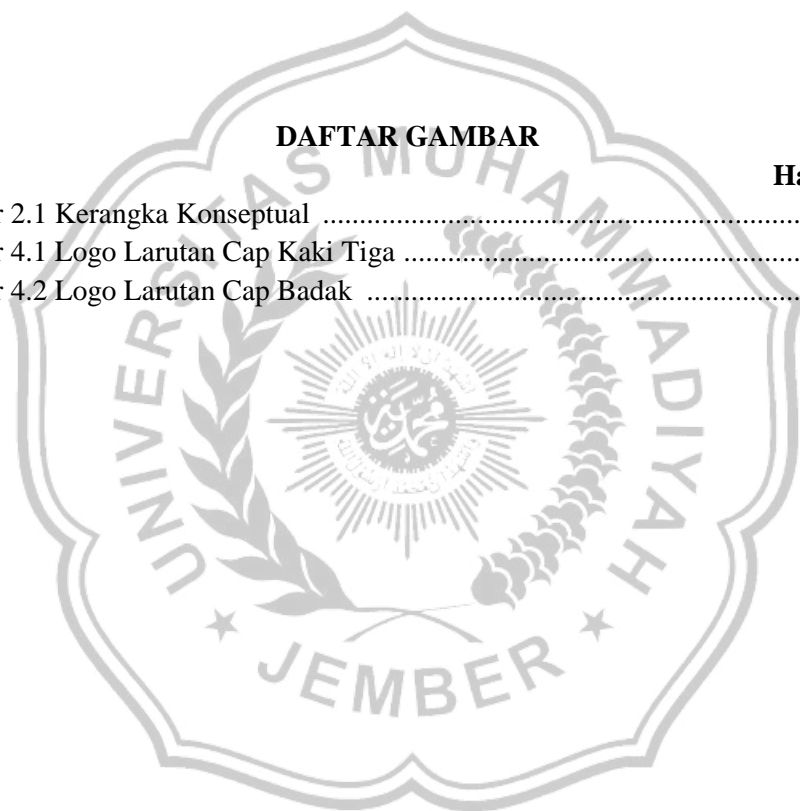 DAFTAR GAMBAR
Ha
r 2.1 Kerangka Konseptual ................................................................................
r 4.1 Logo Larutan Cap Kaki Tiga ....................................................................
r 4.2 Logo Larutan Cap Badak ..........................................................................
UNIVERSITAS MUHAMMADIYAH
JEMBER